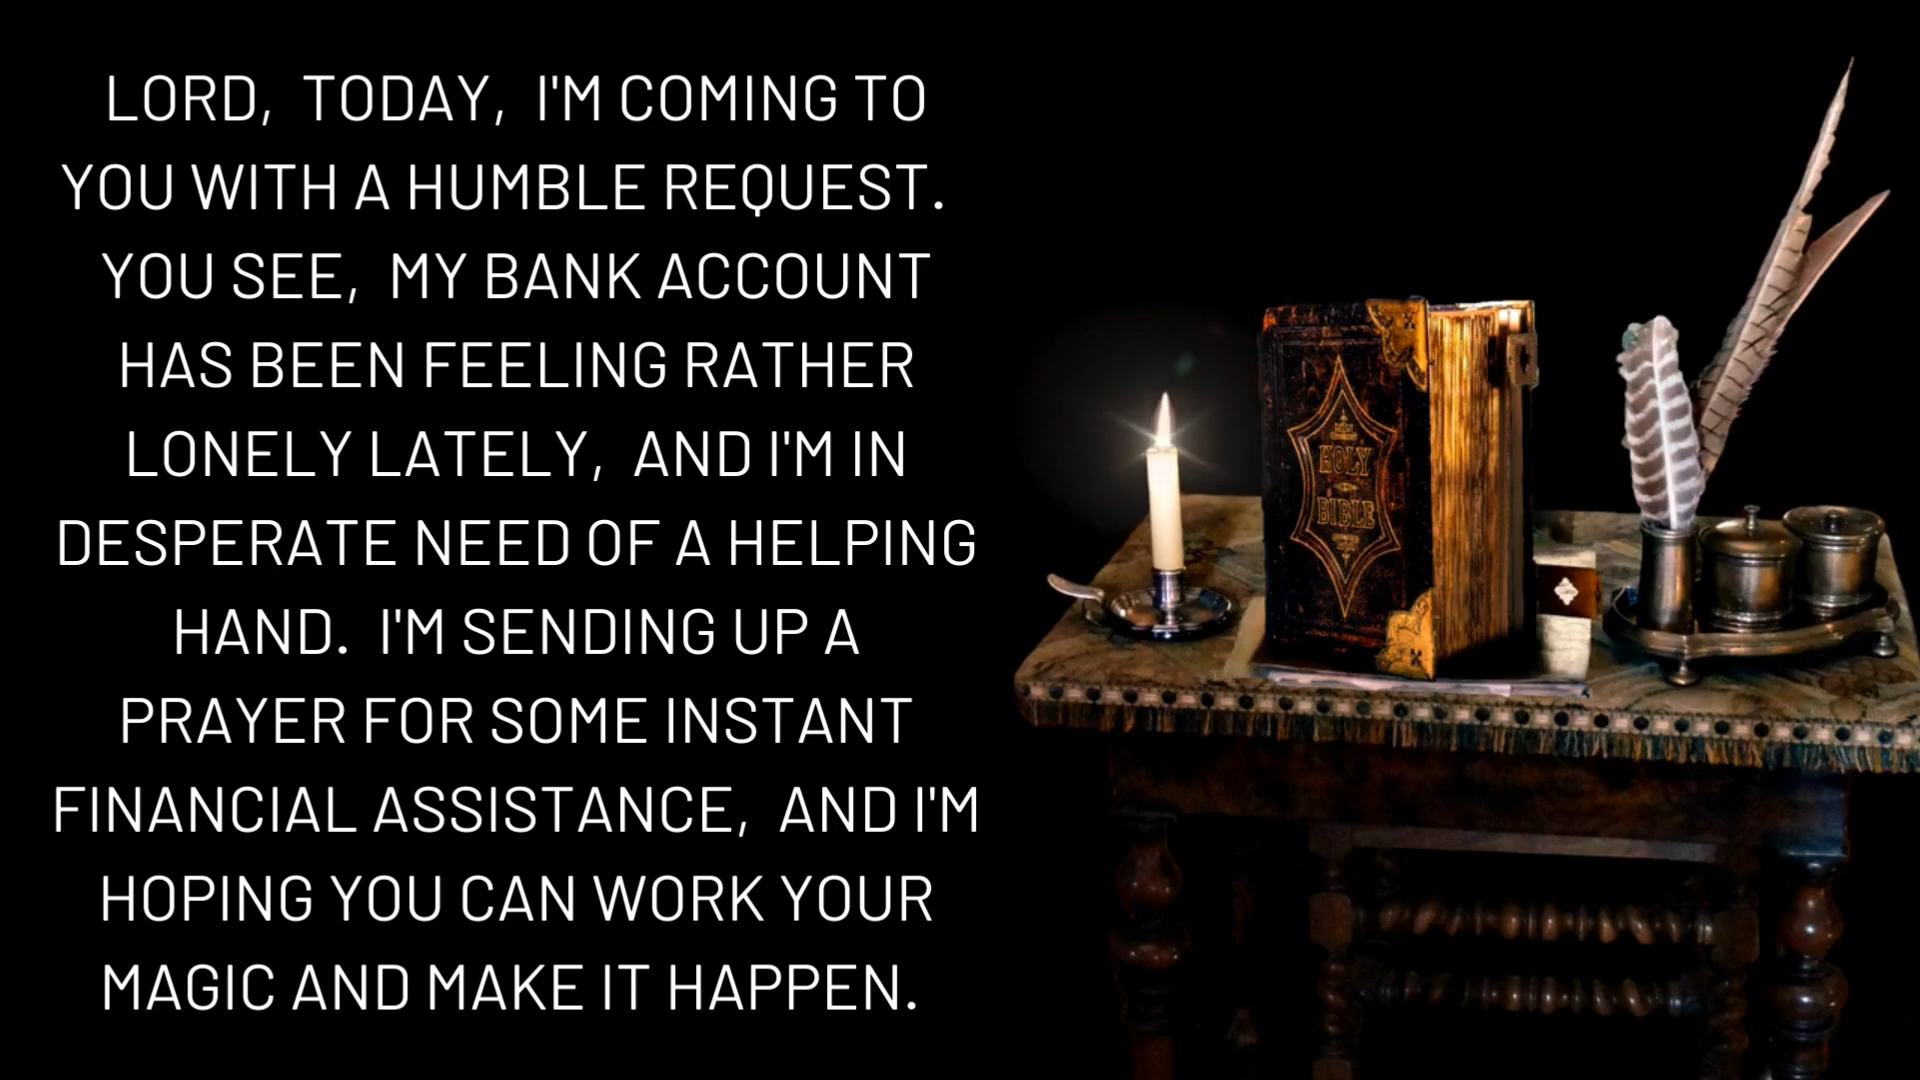 LORD, TODAY, I'M COMING TO
YOU WITH A HUMBLE REQUEST.
YOU SEE, MY BANK ACCOUNT
HAS BEEN FEELING RATHER
LONELY LATELY, AND I'M IN
DESPERATE NEED OF A HELPING
HAND. I'M SENDING UP A
PRAYER FOR SOME INSTANT
FINANCIAL ASSISTANCE, AND I'M
HOPING YOU CAN WORK YOUR
MAGIC AND MAKE IT HAPPEN.
HOLY
BIBLE